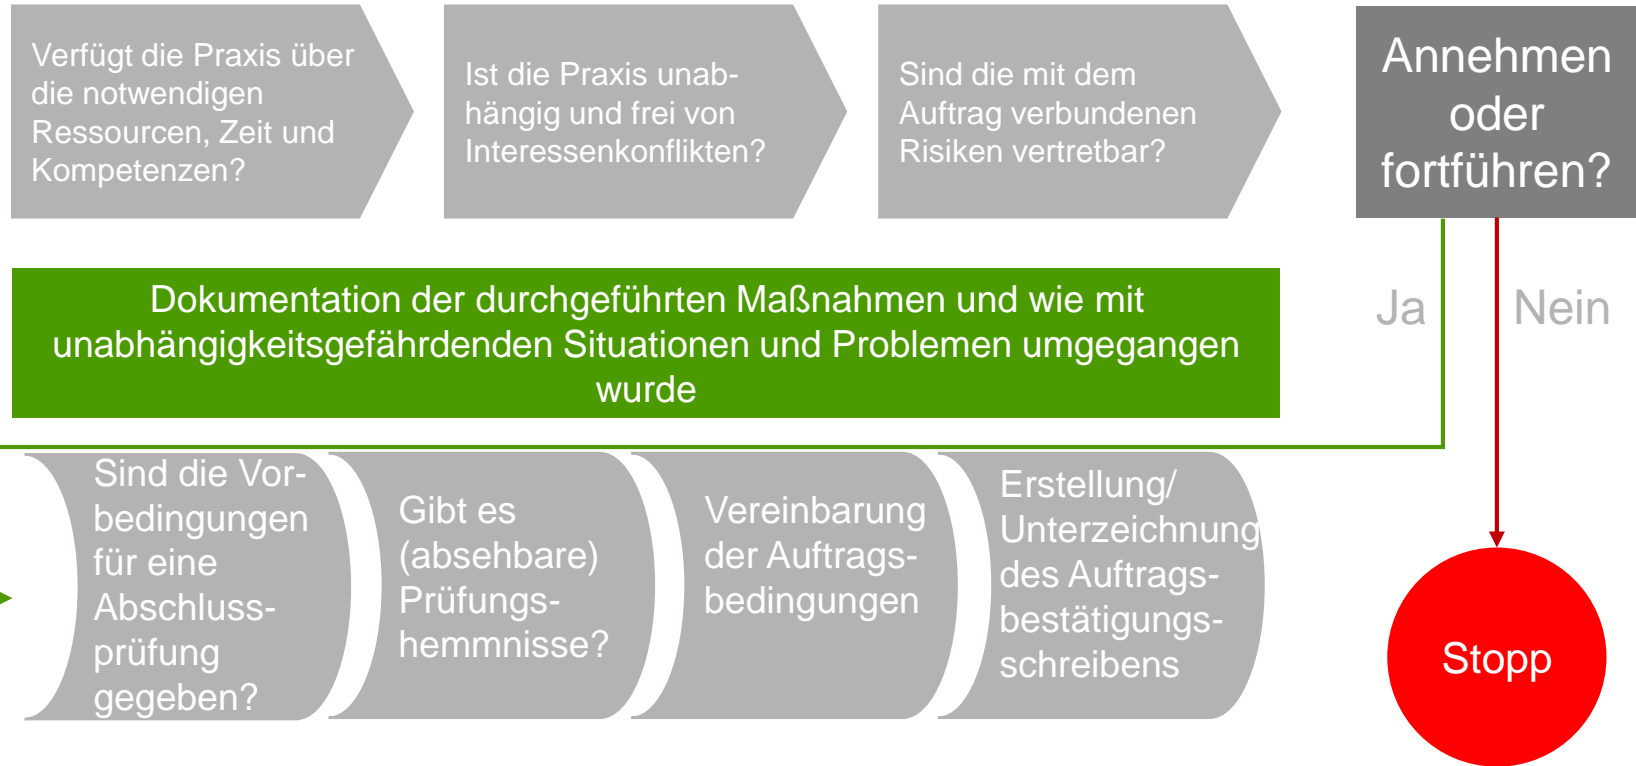 Verfügt die Praxis über
die notwendigen
Ressourcen, Zeit und
Kompetenzen?
Ist die Praxis unab-
hängig und frei von
Interessenkonflikten?
Sind die mit dem
Auftrag verbundenen
Risiken vertretbar?
Annehmen
oder
fortführen?
Dokumentation der durchgeführten Maßnahmen und wie mit
unabhängigkeitsgefährdenden Situationen und Problemen umgegangen
wurde
Ja
Nein
Sind die Vor-
bedingungen
für eine
Abschluss-
prüfung
gegeben?
Gibt es
(absehbare)
Prüfungs-
hemmnisse?
Vereinbarung
der Auftrags-
bedingungen
Erstellung/
Unterzeichnung
des Auftrags-
bestätigungs-
schreibens
Stopp